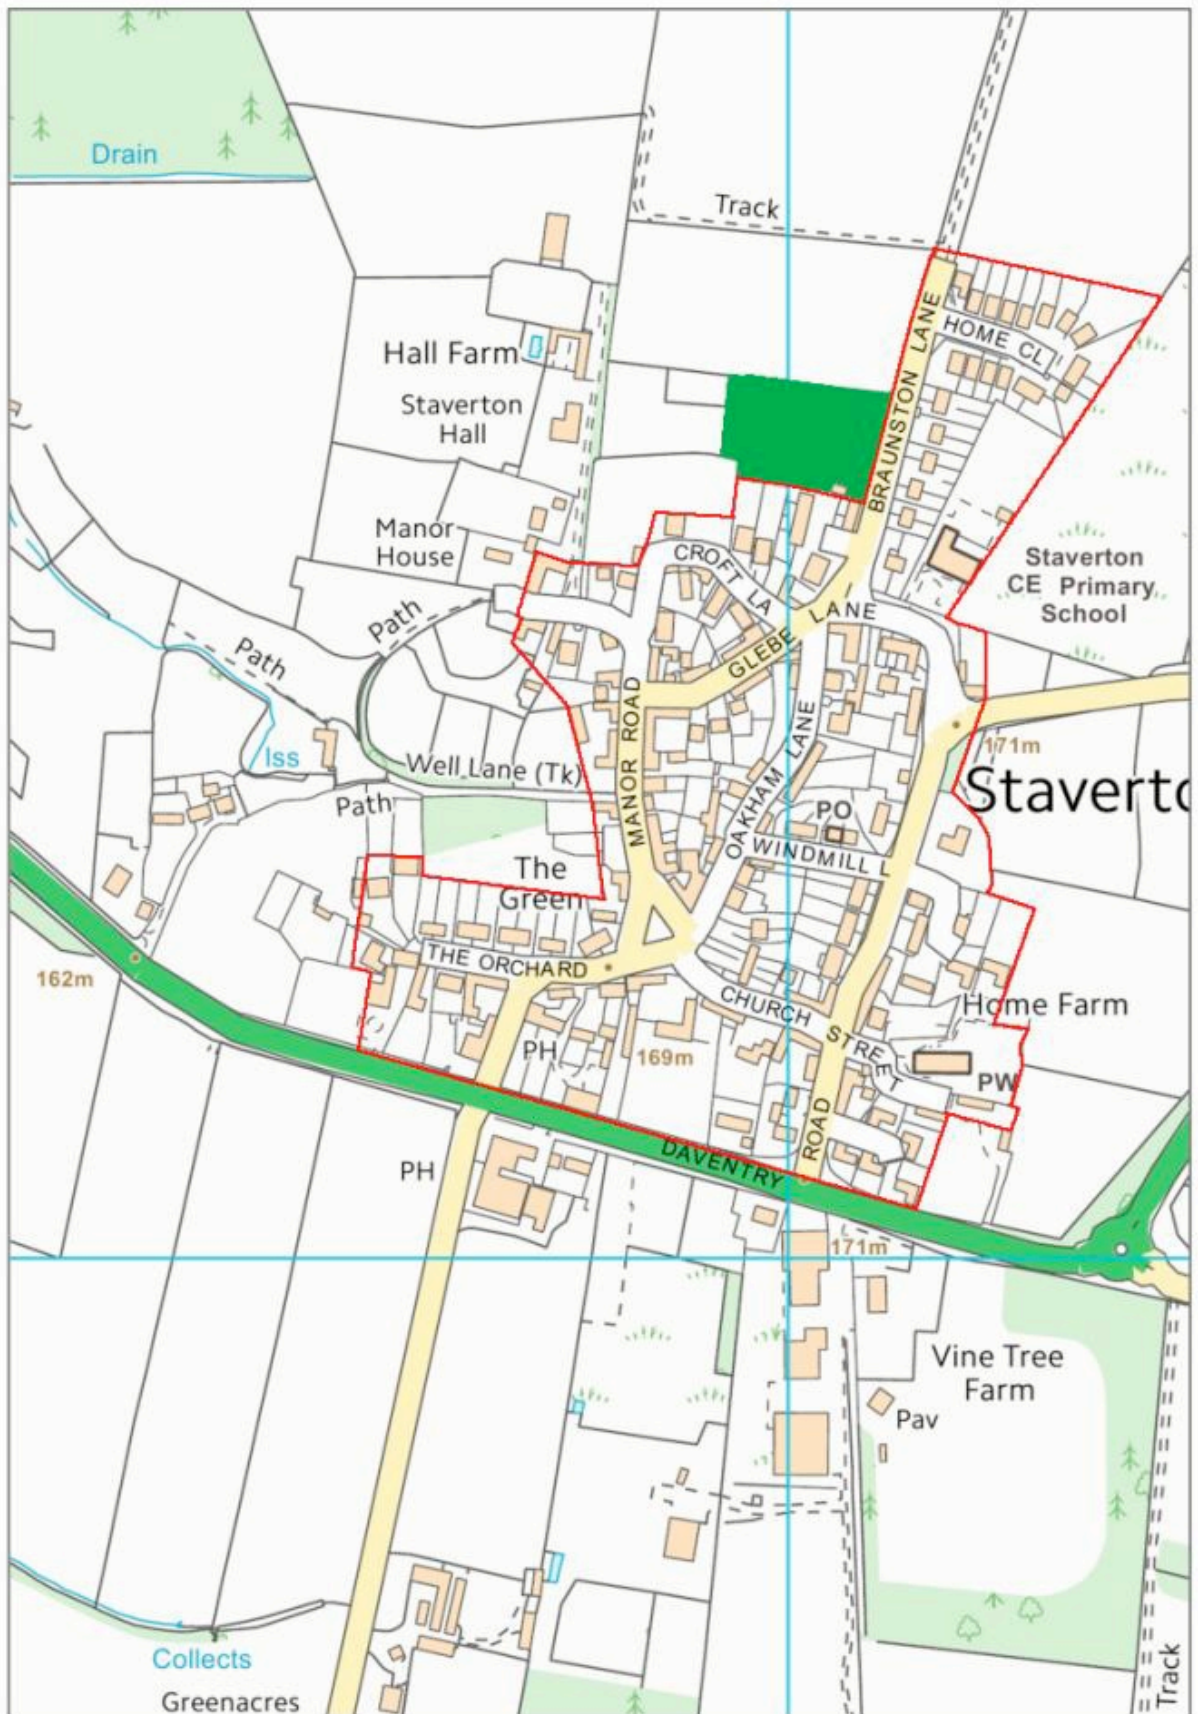 Drain
Track
Hall Farm
Staverton
Hall
HOME CL
BRAUNSTON LANE
Manor
House
CROFT LA
Staverton
CE Primary
School
Path
Path
GLEBE LANE
MANOR ROAD
Iss
Well Lane (Tk)
OAKHAM LANE
171m
Staverto
Path
PO
WINDMILL L
The
Green
THE ORCHARD
162m
CHURCH STREET
Home Farm
PH
169m
PW
ROAD
DAVENTRY
PH
171m
Vine Tree
Farm
Pav
Collects
Greenacres
Track